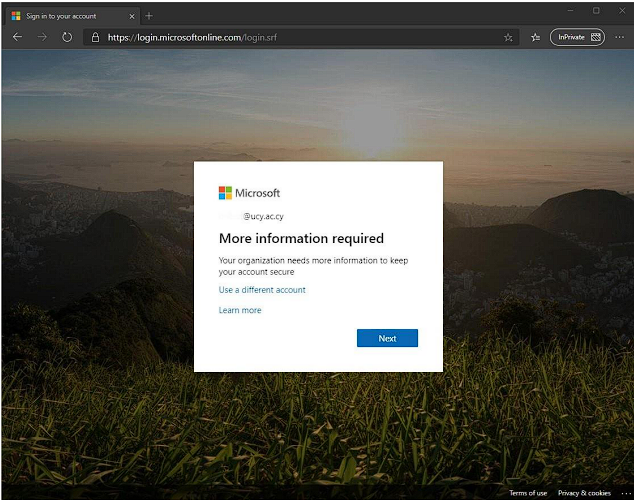 Sign in to your account
https://login.microsoftonline.com/login.srf
InPrivate
Microsoft
@ucy.ac.cy
More information required
Your organization needs more information to keep
your account secure
Use a different account
Learn more
Next
Terms of use Privacy & cookies ...